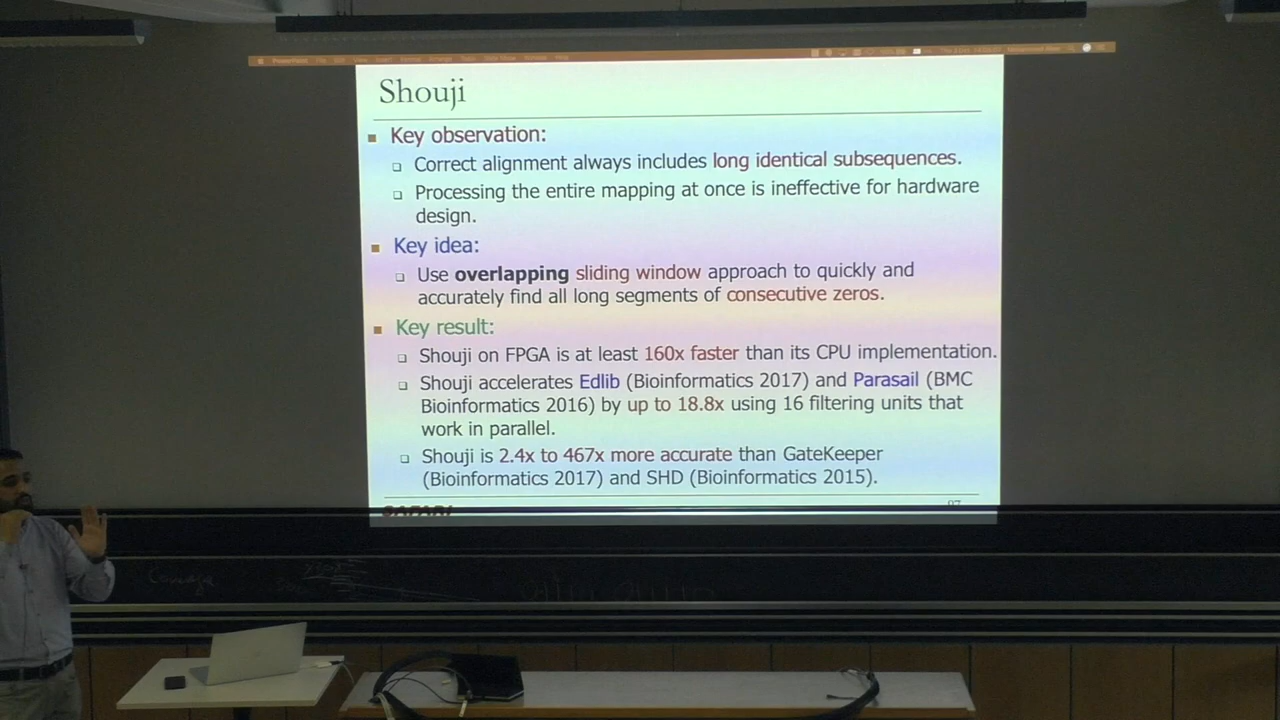 PowerPoint
Shouji
Key observation:
Correct alignment always includes long identical subsequences.
Processing the entire mapping at once is ineffective for hardware
design.
Key idea:
Use overlapping sliding window approach to quickly and
accurately find all long segments of consecutive zeros.
Key result:
Shouji on FPGA is at least 160x faster than its CPU implementation.
Shouji accelerates Edlib (Bioinformatics 2017) and Parasail (BMC
Bioinformatics 2016) by up to 18.8x using 16 filtering units that
work in parallel.
Shouji is 2.4x to 467x more accurate than GateKeeper
(Bioinformatics 2017) and SHD (Bioinformatics 2015).
SAFARI